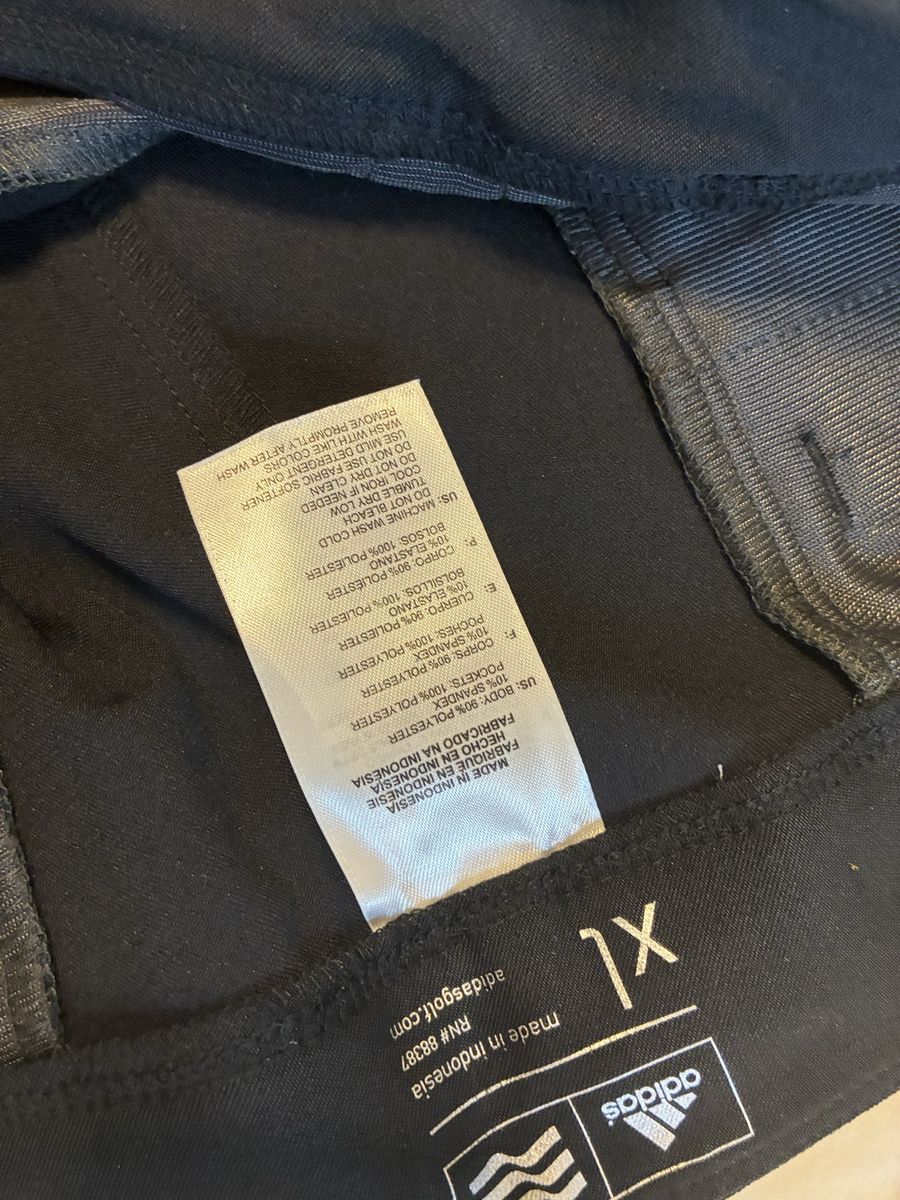 adidas
XL
made in indonesia
RN# 88387
adidasgolf.com
MADE IN INDONESIA
FABRIQUE EN INDONESIE
HECHO EN INDONESIA
FABRICADO NA INDONESIA
US: BODY: 90% POLYESTER
10% SPANDEX
POCKETS: 100% POLYESTER
F: CORPS: 90% POLYESTER
10% SPANDEX
POCHES: 100% POLYESTER
E: CUERPO: 90% POLIESTER
10% ELASTANO
BOLSILLOS: 100% POLIESTER
P: CORPO: 90% POLIESTER
10% ELASTANO
BOLSOS: 100% POLIESTER
US: MACHINE WASH COLD
DO NOT BLEACH
TUMBLE DRY LOW
COOL IRON IF NEEDED
DO NOT DRY CLEAN
DO NOT USE FABRIC SOFTENER
USE MILD DETERGENT ONLY
WASH WITH LIKE COLORS
REMOVE PROMPTLY AFTER WASH